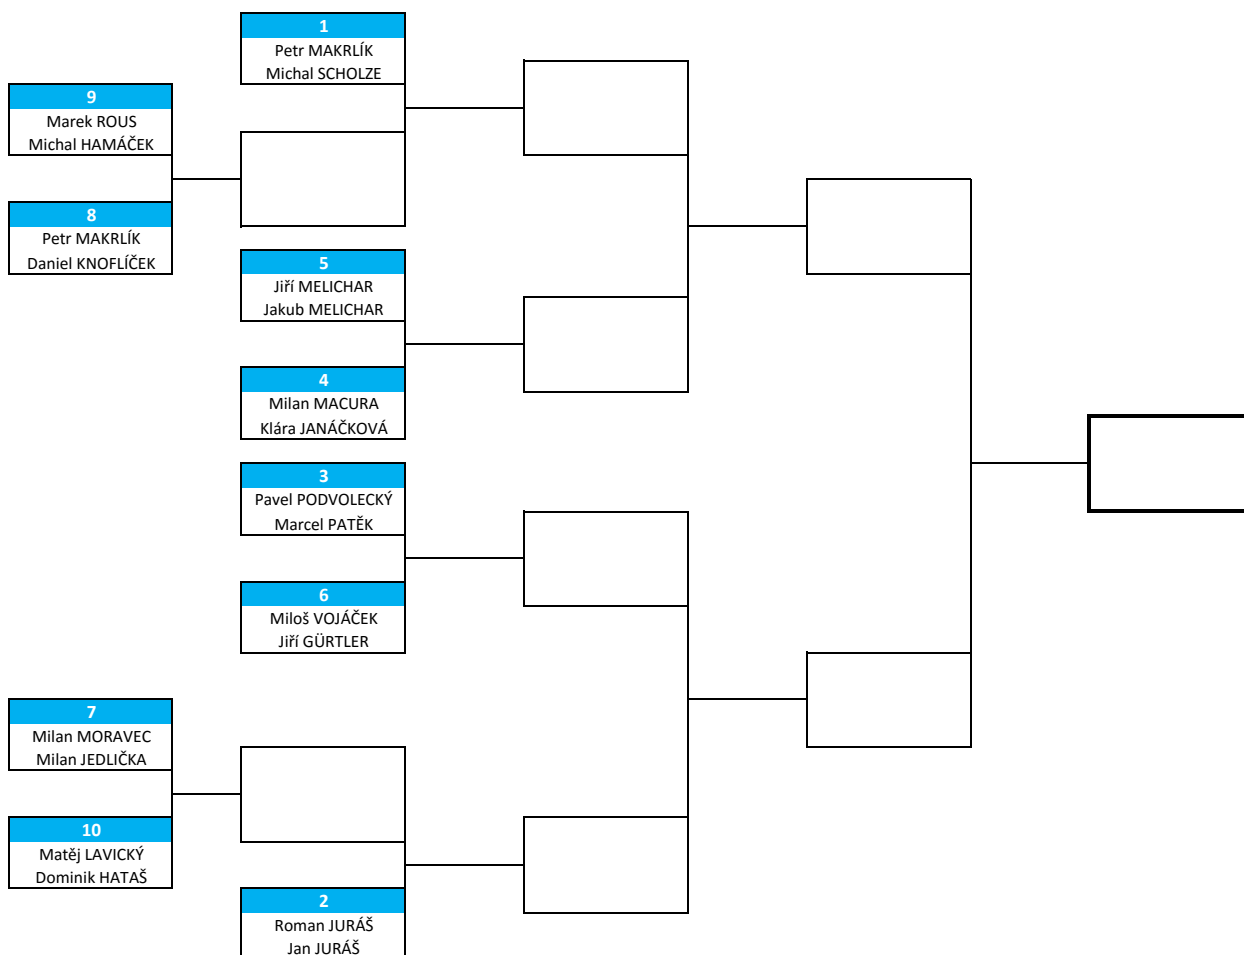 1
Petr MAKRLÍK
Michal SCHOLZE
9
Marek ROUS
Michal HAMÁČEK
8
Petr MAKRLÍK
Daniel KNOFLÍČEK
5
Jiří MELICHAR
Jakub MELICHAR
4
Milan MACURA
Klára JANÁČKOVÁ
3
Pavel PODVOLECKÝ
Marcel PATĚK
6
Miloš VOJÁČEK
Jiří GÜRTLER
7
Milan MORAVEC
Milan JEDLIČKA
10
Matěj LAVICKÝ
Dominik HATAŠ
2
Roman JURÁŠ
Jan JURÁŠ